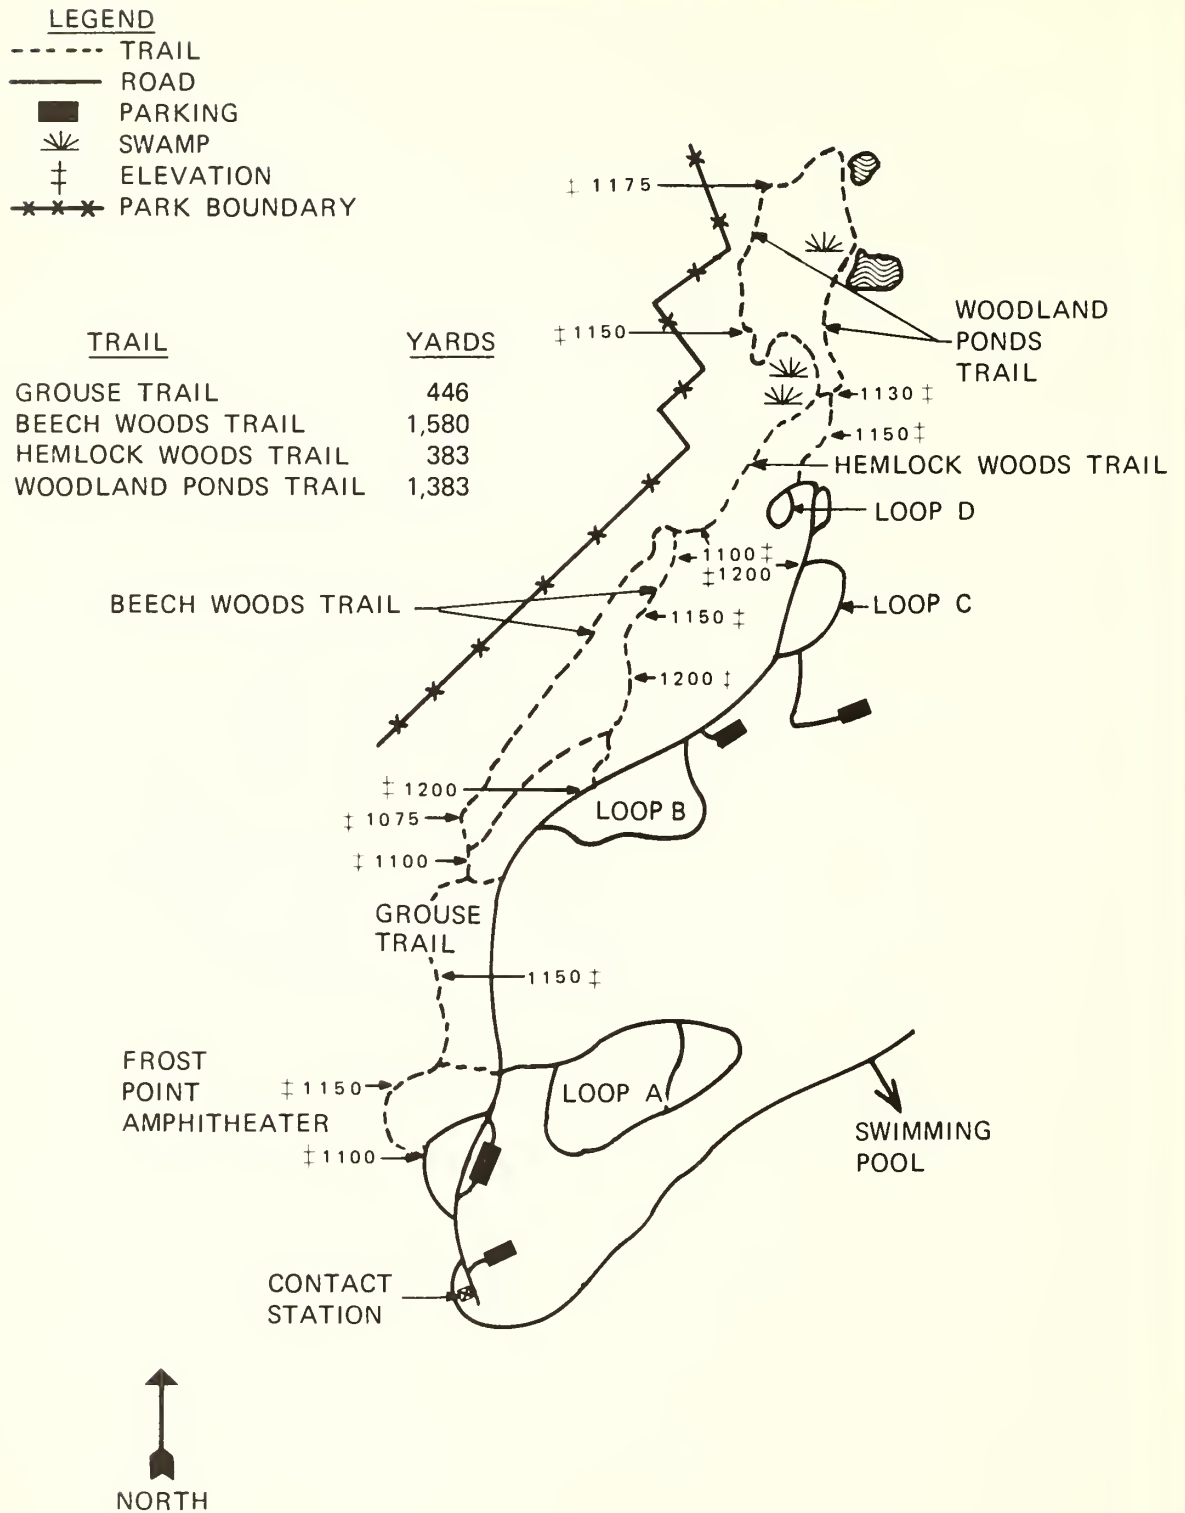 LEGEND
TRAIL
ROAD
PARKING
SWAMP
‡ ELEVATION
PARK BOUNDARY
‡ 1175
WOODLAND
PONDS
TRAIL
‡ 1150
TRAIL YARDS
GROUSE TRAIL 446
BEECH WOODS TRAIL 1,580
HEMLOCK WOODS TRAIL 383
WOODLAND PONDS TRAIL 1,383
1130 ‡
1150 ‡
HEMLOCK WOODS TRAIL
LOOP D
1100 ‡
‡ 1200
BEECH WOODS TRAIL
LOOP C
1150 ‡
1200 ‡
‡ 1200
LOOP B
‡ 1075
‡ 1100
GROUSE
TRAIL
1150 ‡
FROST
POINT
AMPHITHEATER
‡ 1150
LOOP A
‡ 1100
SWIMMING
POOL
CONTACT
STATION
NORTH